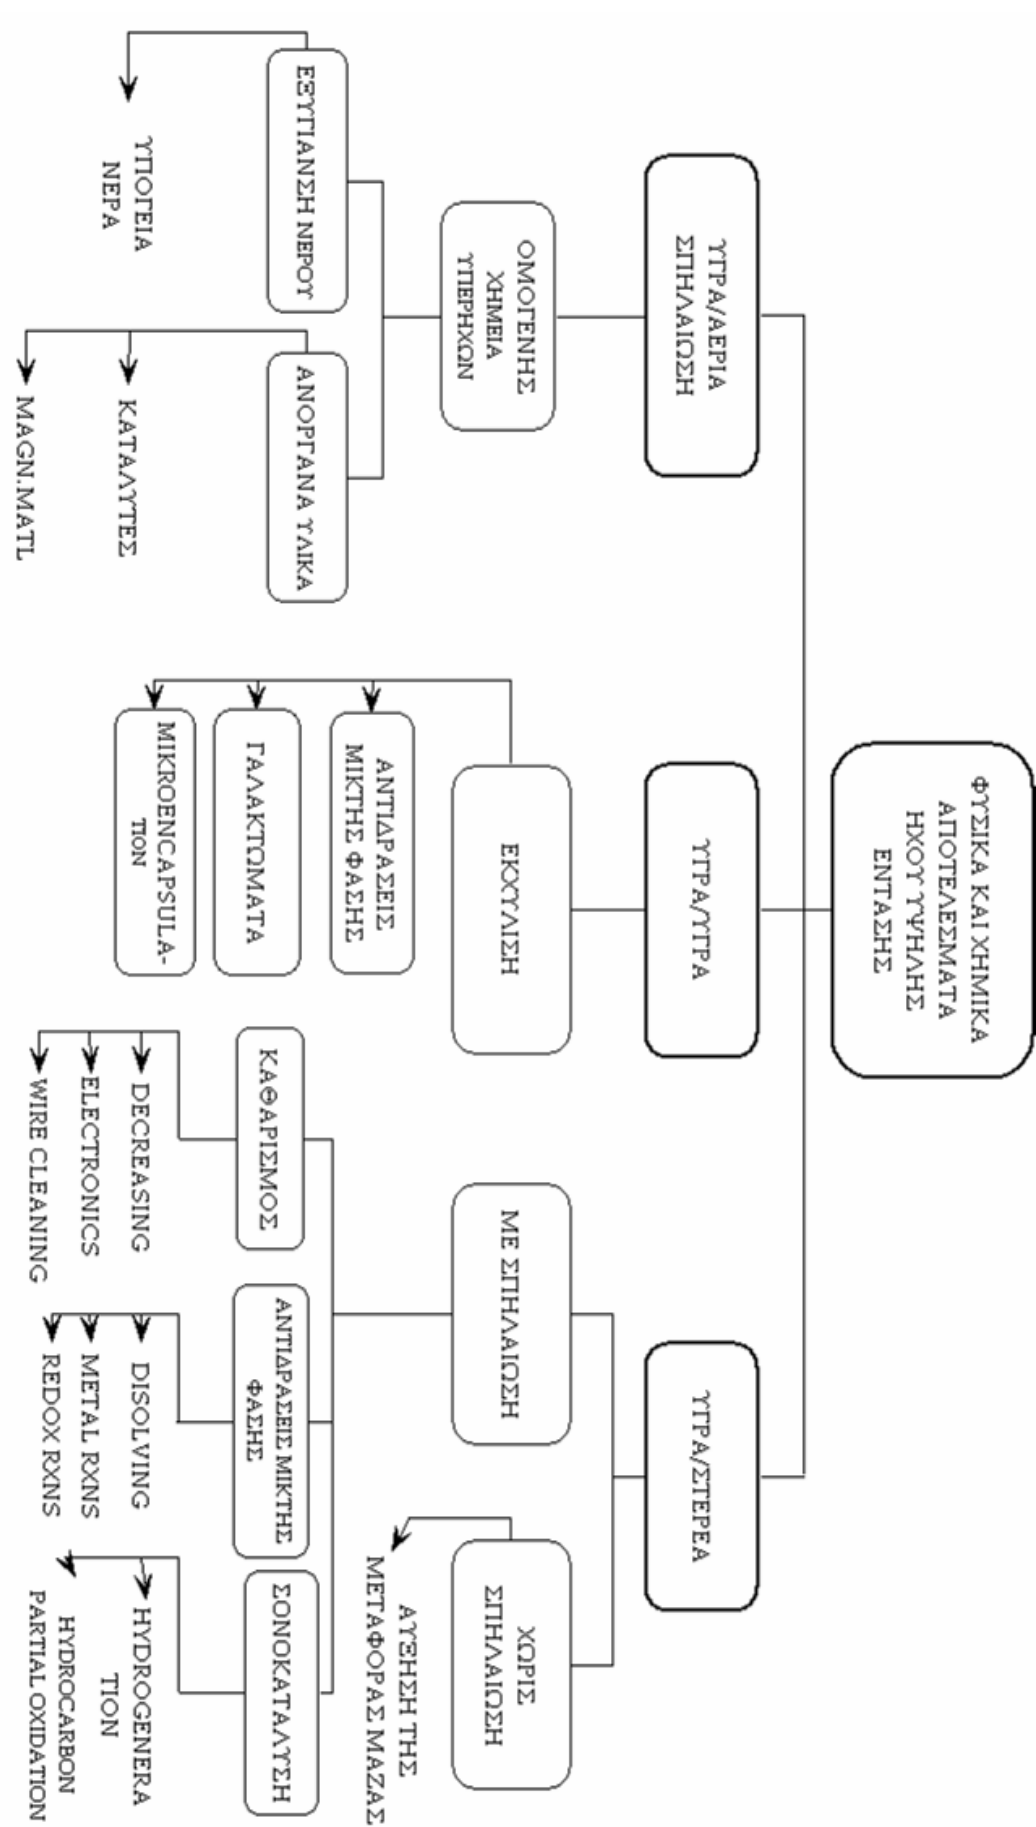 ΦΥΣΙΚΑ ΚΑΙ ΧΗΜΙΚΑ
ΑΠΟΤΕΛΕΣΜΑΤΑ
ΗΧΟΥ ΥΨΗΛΗΣ
ΕΝΤΑΣΗΣ
ΥΓΡΑ/ΑΕΡΙΑ
ΣΠΗΛΑΙΩΣΗ
ΥΓΡΑ/ΥΓΡΑ
ΥΓΡΑ/ΣΤΕΡΕΑ
ΟΜΟΓΕΝΗΣ
ΧΗΜΕΙΑ
ΥΠΕΡΗΧΩΝ
ΕΚΧΥΛΙΣΗ
ΜΕ ΣΠΗΛΑΙΩΣΗ
ΧΩΡΙΣ
ΣΠΗΛΑΙΩΣΗ
ΕΞΥΓΙΑΝΣΗ ΝΕΡΟΥ
ΑΝΟΡΓΑΝΑ ΥΛΙΚΑ
ΑΝΤΙΔΡΑΣΕΙΣ
ΜΙΚΤΗΣ ΦΑΣΗΣ
ΓΑΛΑΚΤΩΜΑΤΑ
MIKROENCAPSULA-
TION
ΑΥΞΗΣΗ ΤΗΣ
ΜΕΤΑΦΟΡΑΣ ΜΑΖΑΣ
ΚΑΘΑΡΙΣΜΟΣ
ΑΝΤΙΔΡΑΣΕΙΣ ΜΙΚΤΗΣ
ΦΑΣΗΣ
ΣΟΝΟΚΑΤΑΛΥΣΗ
ΥΠΟΓΕΙΑ
ΝΕΡΑ
ΚΑΤΑΛΥΤΕΣ
MAGN.MATL
DECREASING
ELECTRONICS
WIRE CLEANING
DISOLVING
METAL RXNS
REDOX RXNS
HYDROGENERA
TION
HYDROCARBON
PARTIAL OXIDATION